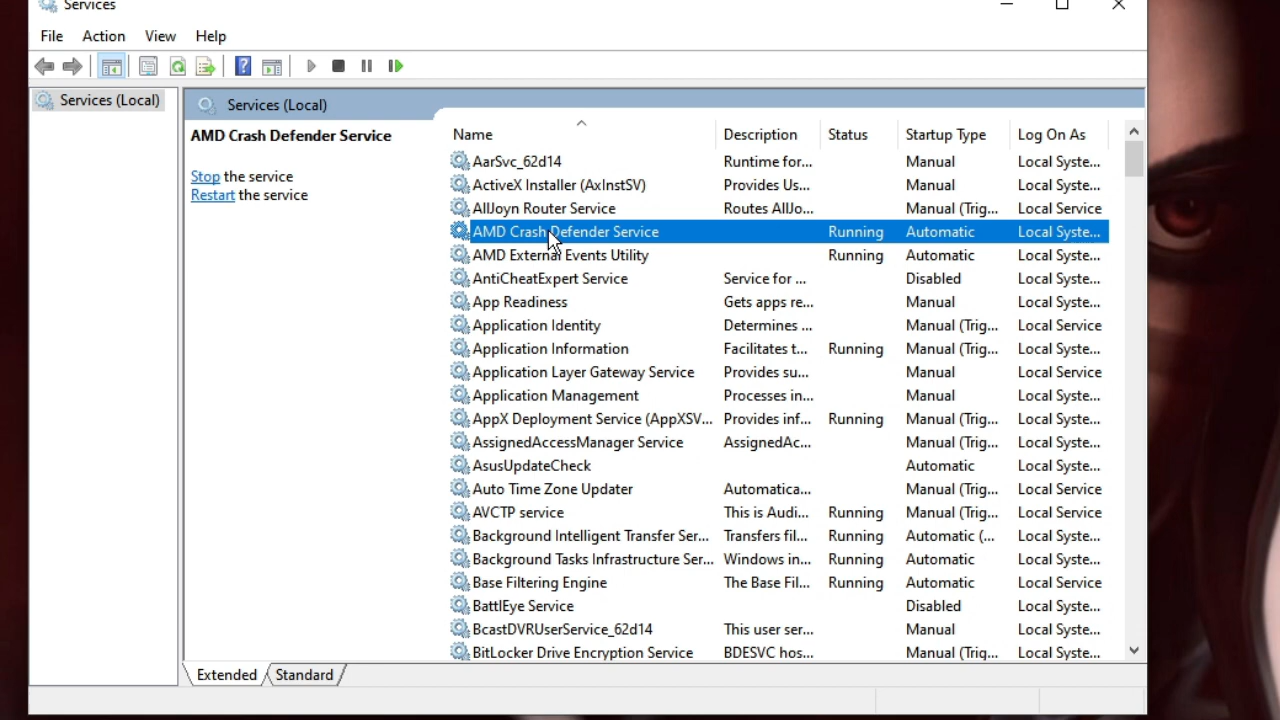 Services
File Action View Help
Services (Local)
Services (Local)
AMD Crash Defender Service
Stop the service
Restart the service
Name Description Status Startup Type Log On As
AarSvc_62d14 Runtime for... Manual Local Syste...
ActiveX Installer (AxInstSV) Provides Us... Manual Local Syste...
AllJoyn Router Service Routes AllJo... Manual (Trig... Local Service
AMD Crash Defender Service Running Automatic Local Syste...
AMD External Events Utility Running Automatic Local Syste...
AntiCheatExpert Service Service for ... Disabled Local Syste...
App Readiness Gets apps re... Manual Local Syste...
Application Identity Determines ... Manual (Trig... Local Service
Application Information Facilitates t... Running Manual (Trig... Local Syste...
Application Layer Gateway Service Provides su... Manual Local Service
Application Management Processes in... Manual Local Syste...
AppX Deployment Service (AppXSV... Provides inf... Running Manual (Trig... Local Syste...
AssignedAccessManager Service AssignedAc... Manual (Trig... Local Syste...
AsusUpdateCheck Automatic Local Syste...
Auto Time Zone Updater Automatica... Manual (Trig... Local Service
AVCTP service This is Audi... Running Manual (Trig... Local Service
Background Intelligent Transfer Ser... Transfers fil... Running Automatic (... Local Syste...
Background Tasks Infrastructure Ser... Windows in... Running Automatic Local Syste...
Base Filtering Engine The Base Fil... Running Automatic Local Service
BattlEye Service Disabled Local Syste...
BcastDVRUserService_62d14 This user ser... Manual Local Syste...
BitLocker Drive Encryption Service BDESVC hos... Manual (Trig... Local Syste...
Extended Standard